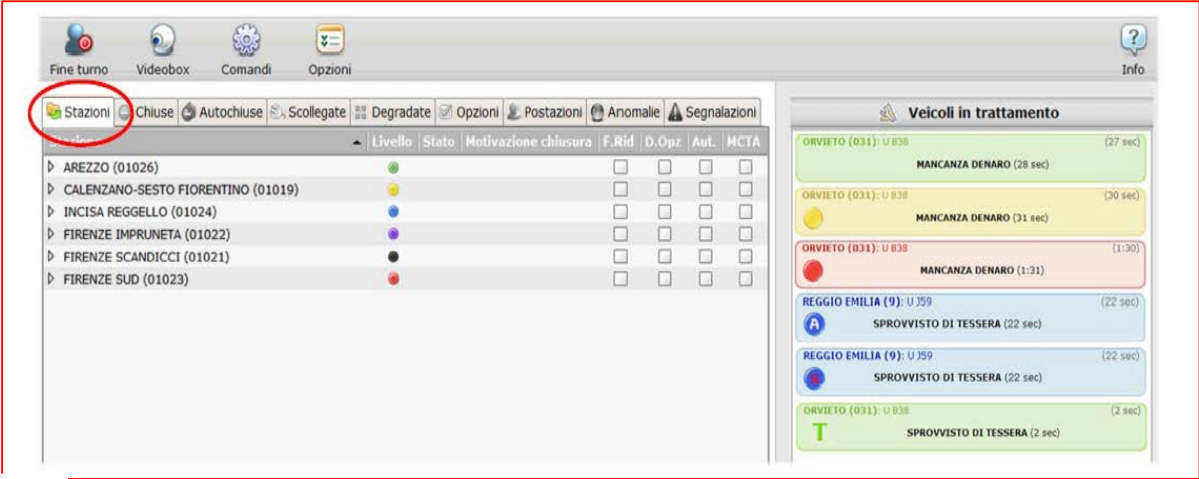 Fine turno Videobox Comandi Opzioni Info
Stazioni Chiuse Autochiuse Scollegate Degradate Opzioni Postazioni Anomalie Segnalazioni
Livello Stato Motivazione chiusura F.Rid D.Opz Aut. MCTA
AREZZO (01026)
CALENZANO-SESTO FIORENTINO (01019)
INCISA REGGELLO (01024)
FIRENZE IMPRUNETA (01022)
FIRENZE SCANDICCI (01021)
FIRENZE SUD (01023)
Veicoli in trattamento
ORVIETO (031): U B38 (27 sec)
MANCANZA DENARO (28 sec)
ORVIETO (031): U B38 (30 sec)
MANCANZA DENARO (31 sec)
ORVIETO (031): U B38 (1:30)
MANCANZA DENARO (1:31)
REGGIO EMILIA (9): U J59 (22 sec)
A SPROVVISTO DI TESSERA (22 sec)
REGGIO EMILIA (9): U J59 (22 sec)
SPROVVISTO DI TESSERA (22 sec)
ORVIETO (031): U B38 (2 sec)
T SPROVVISTO DI TESSERA (2 sec)